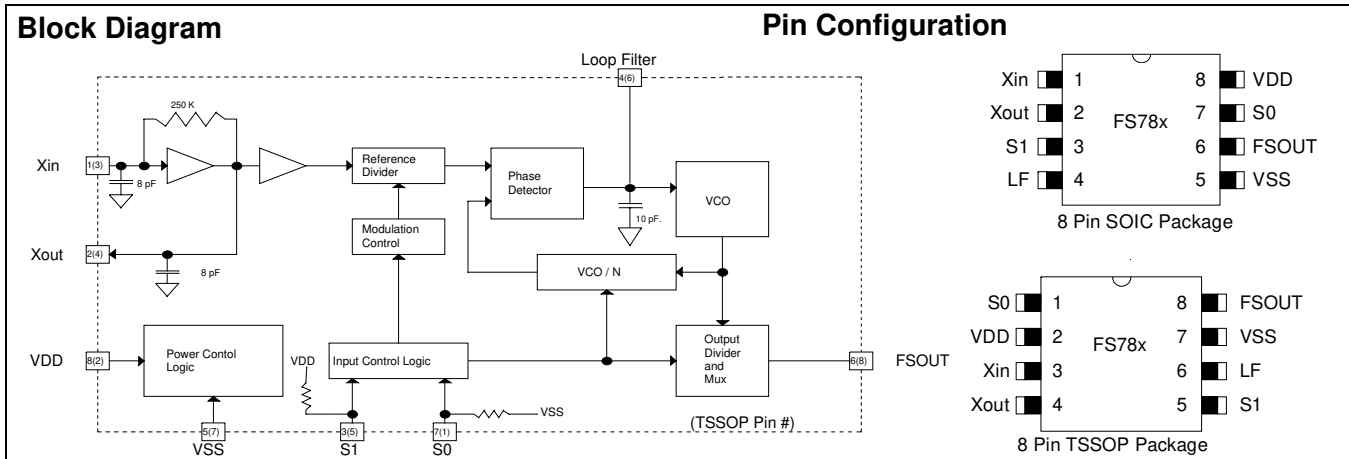 Block Diagram
Pin Configuration
Loop Filter
4(6)
250 K
Xin
1(3)
8 pF
Reference
Divider
Phase
Detector
VCO
10 pF.
Modulation
Control
Xout
2(4)
8 pF
VCO / N
VDD
8(2)
Power Contol
Logic
VDD
Input Control Logic
Output
Divider
and
Mux
6(8)
FSOUT
VSS
5(7)
3(5)
7(1)
(TSSOP Pin #)
VSS
S1
S0
Xin
1
8
VDD
Xout
2
FS78x
7
S0
S1
3
6
FSOUT
LF
4
5
VSS
8 Pin SOIC Package
S0
1
8
FSOUT
VDD
2
FS78x
7
VSS
Xin
3
6
LF
Xout
4
5
S1
8 Pin TSSOP Package